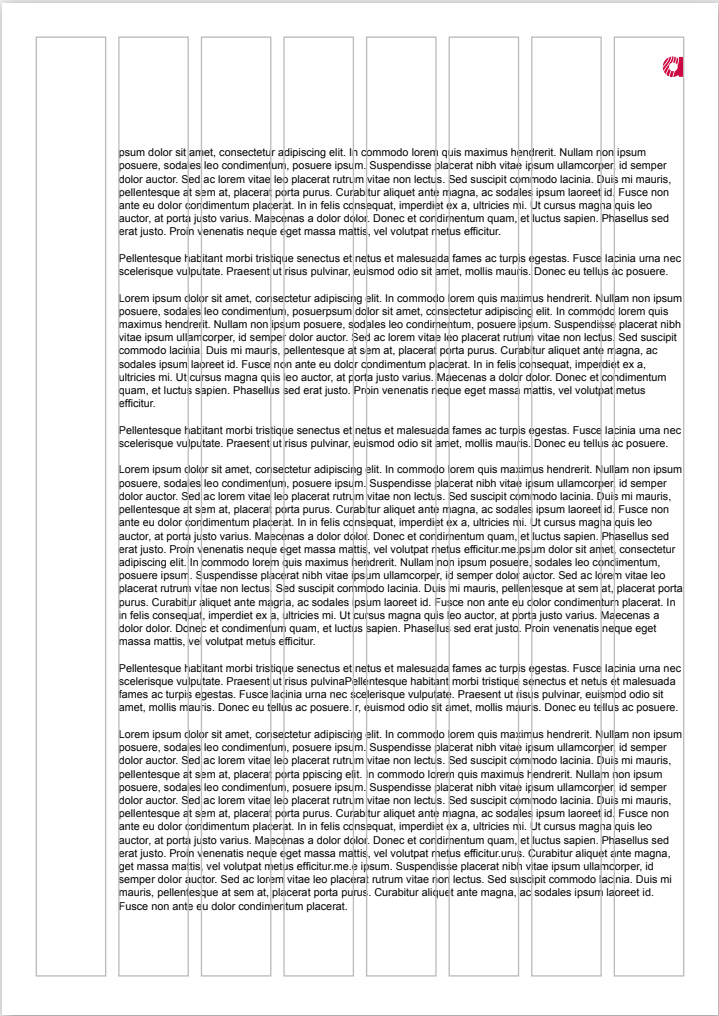 psum dolor sit amet, consectetur adipiscing elit. In commodo lorem quis maximus hendrerit. Nullam non ipsum
posuere, sodales leo condimentum, posuere ipsum. Suspendisse placerat nibh vitae ipsum ullamcorper, id semper
dolor auctor. Sed ac lorem vitae leo placerat rutrum vitae non lectus. Sed suscipit commodo lacinia. Duis mi mauris,
pellentesque at sem at, placerat porta purus. Curabitur aliquet ante magna, ac sodales ipsum laoreet id. Fusce non
ante eu dolor condimentum placerat. In in felis consequat, imperdiet ex a, ultricies mi. Ut cursus magna quis leo
auctor, at porta justo varius. Maecenas a dolor dolor. Donec et condimentum quam, et luctus sapien. Phasellus sed
erat justo. Proin venenatis neque eget massa mattis, vel volutpat metus efficitur.
Pellentesque habitant morbi tristique senectus et netus et malesuada fames ac turpis egestas. Fusce lacinia urna nec
scelerisque vulputate. Praesent ut risus pulvinar, euismod odio sit amet, mollis mauris. Donec eu tellus ac posuere.
Lorem ipsum dolor sit amet, consectetur adipiscing elit. In commodo lorem quis maximus hendrerit. Nullam non ipsum
posuere, sodales leo condimentum, posuerpsum dolor sit amet, consectetur adipiscing elit. In commodo lorem quis
maximus hendrerit. Nullam non ipsum posuere, sodales leo condimentum, posuere ipsum. Suspendisse placerat nibh
vitae ipsum ullamcorper, id semper dolor auctor. Sed ac lorem vitae leo placerat rutrum vitae non lectus. Sed suscipit
commodo lacinia. Duis mi mauris, pellentesque at sem at, placerat porta purus. Curabitur aliquet ante magna, ac
sodales ipsum laoreet id. Fusce non ante eu dolor condimentum placerat. In in felis consequat, imperdiet ex a,
ultricies mi. Ut cursus magna quis leo auctor, at porta justo varius. Maecenas a dolor dolor. Donec et condimentum
quam, et luctus sapien. Phasellus sed erat justo. Proin venenatis neque eget massa mattis, vel volutpat metus
efficitur.
Pellentesque habitant morbi tristique senectus et netus et malesuada fames ac turpis egestas. Fusce lacinia urna nec
scelerisque vulputate. Praesent ut risus pulvinar, euismod odio sit amet, mollis mauris. Donec eu tellus ac posuere.
Lorem ipsum dolor sit amet, consectetur adipiscing elit. In commodo lorem quis maximus hendrerit. Nullam non ipsum
posuere, sodales leo condimentum, posuere ipsum. Suspendisse placerat nibh vitae ipsum ullamcorper, id semper
dolor auctor. Sed ac lorem vitae leo placerat rutrum vitae non lectus. Sed suscipit commodo lacinia. Duis mi mauris,
pellentesque at sem at, placerat porta purus. Curabitur aliquet ante magna, ac sodales ipsum laoreet id. Fusce non
ante eu dolor condimentum placerat. In in felis consequat, imperdiet ex a, ultricies mi. Ut cursus magna quis leo
auctor, at porta justo varius. Maecenas a dolor dolor. Donec et condimentum quam, et luctus sapien. Phasellus sed
erat justo. Proin venenatis neque eget massa mattis, vel volutpat metus efficitur.me.psum dolor sit amet, consectetur
adipiscing elit. In commodo lorem quis maximus hendrerit. Nullam non ipsum posuere, sodales leo condimentum,
posuere ipsum. Suspendisse placerat nibh vitae ipsum ullamcorper, id semper dolor auctor. Sed ac lorem vitae leo
placerat rutrum vitae non lectus. Sed suscipit commodo lacinia. Duis mi mauris, pellentesque at sem at, placerat porta
purus. Curabitur aliquet ante magna, ac sodales ipsum laoreet id. Fusce non ante eu dolor condimentum placerat. In
in felis consequat, imperdiet ex a, ultricies mi. Ut cursus magna quis leo auctor, at porta justo varius. Maecenas a
dolor dolor. Donec et condimentum quam, et luctus sapien. Phasellus sed erat justo. Proin venenatis neque eget
massa mattis, vel volutpat metus efficitur.
Pellentesque habitant morbi tristique senectus et netus et malesuada fames ac turpis egestas. Fusce lacinia urna nec
scelerisque vulputate. Praesent ut risus pulvinaPellentesque habitant morbi tristique senectus et netus et malesuada
fames ac turpis egestas. Fusce lacinia urna nec scelerisque vulputate. Praesent ut risus pulvinar, euismod odio sit
amet, mollis mauris. Donec eu tellus ac posuere. r, euismod odio sit amet, mollis mauris. Donec eu tellus ac posuere.
Lorem ipsum dolor sit amet, consectetur adipiscing elit. In commodo lorem quis maximus hendrerit. Nullam non ipsum
posuere, sodales leo condimentum, posuere ipsum. Suspendisse placerat nibh vitae ipsum ullamcorper, id semper
dolor auctor. Sed ac lorem vitae leo placerat rutrum vitae non lectus. Sed suscipit commodo lacinia. Duis mi mauris,
pellentesque at sem at, placerat porta ppiscing elit. In commodo lorem quis maximus hendrerit. Nullam non ipsum
posuere, sodales leo condimentum, posuere ipsum. Suspendisse placerat nibh vitae ipsum ullamcorper, id semper
dolor auctor. Sed ac lorem vitae leo placerat rutrum vitae non lectus. Sed suscipit commodo lacinia. Duis mi mauris,
pellentesque at sem at, placerat porta purus. Curabitur aliquet ante magna, ac sodales ipsum laoreet id. Fusce non
ante eu dolor condimentum placerat. In in felis consequat, imperdiet ex a, ultricies mi. Ut cursus magna quis leo
auctor, at porta justo varius. Maecenas a dolor dolor. Donec et condimentum quam, et luctus sapien. Phasellus sed
erat justo. Proin venenatis neque eget massa mattis, vel volutpat metus efficitur.urus. Curabitur aliquet ante magna,
get massa mattis, vel volutpat metus efficitur.me.e ipsum. Suspendisse placerat nibh vitae ipsum ullamcorper, id
semper dolor auctor. Sed ac lorem vitae leo placerat rutrum vitae non lectus. Sed suscipit commodo lacinia. Duis mi
mauris, pellentesque at sem at, placerat porta purus. Curabitur aliquet ante magna, ac sodales ipsum laoreet id.
Fusce non ante eu dolor condimentum placerat.